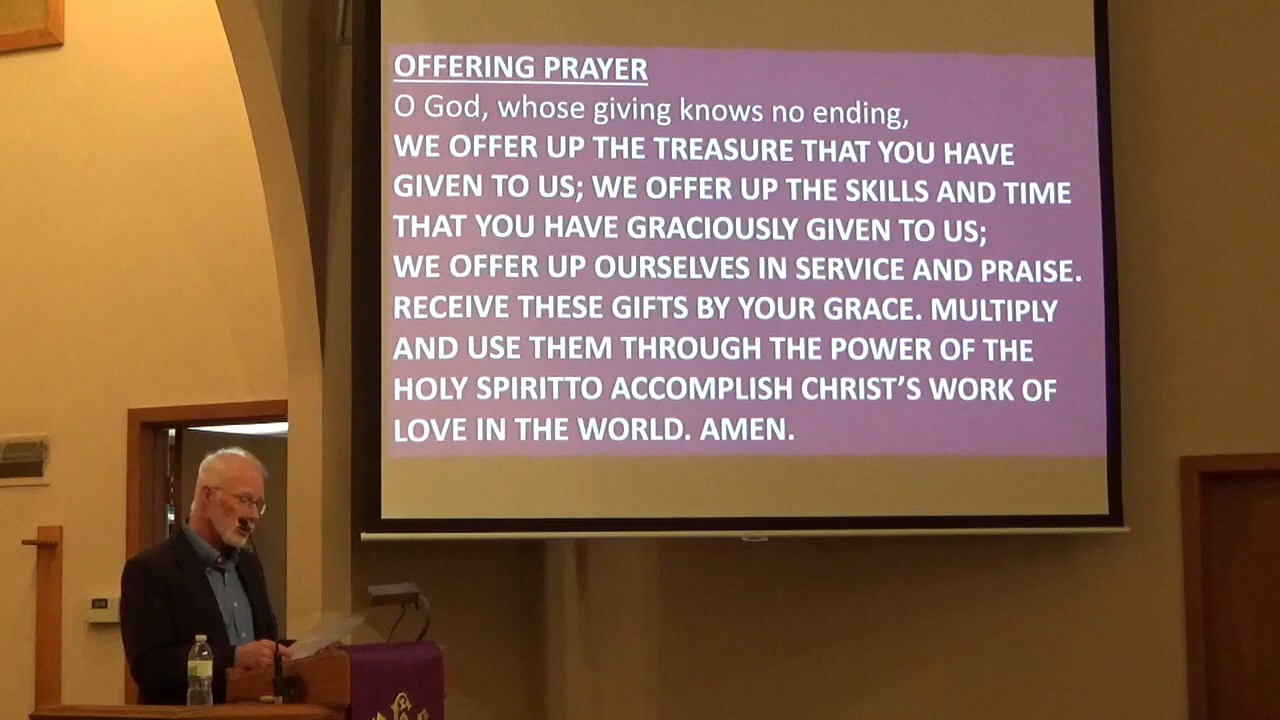 OFFERING PRAYER
O God, whose giving knows no ending,
WE OFFER UP THE TREASURE THAT YOU HAVE
GIVEN TO US; WE OFFER UP THE SKILLS AND TIME
THAT YOU HAVE GRACIOUSLY GIVEN TO US;
WE OFFER UP OURSELVES IN SERVICE AND PRAISE.
RECEIVE THESE GIFTS BY YOUR GRACE. MULTIPLY
AND USE THEM THROUGH THE POWER OF THE
HOLY SPIRITTO ACCOMPLISH CHRIST’S WORK OF
LOVE IN THE WORLD. AMEN.